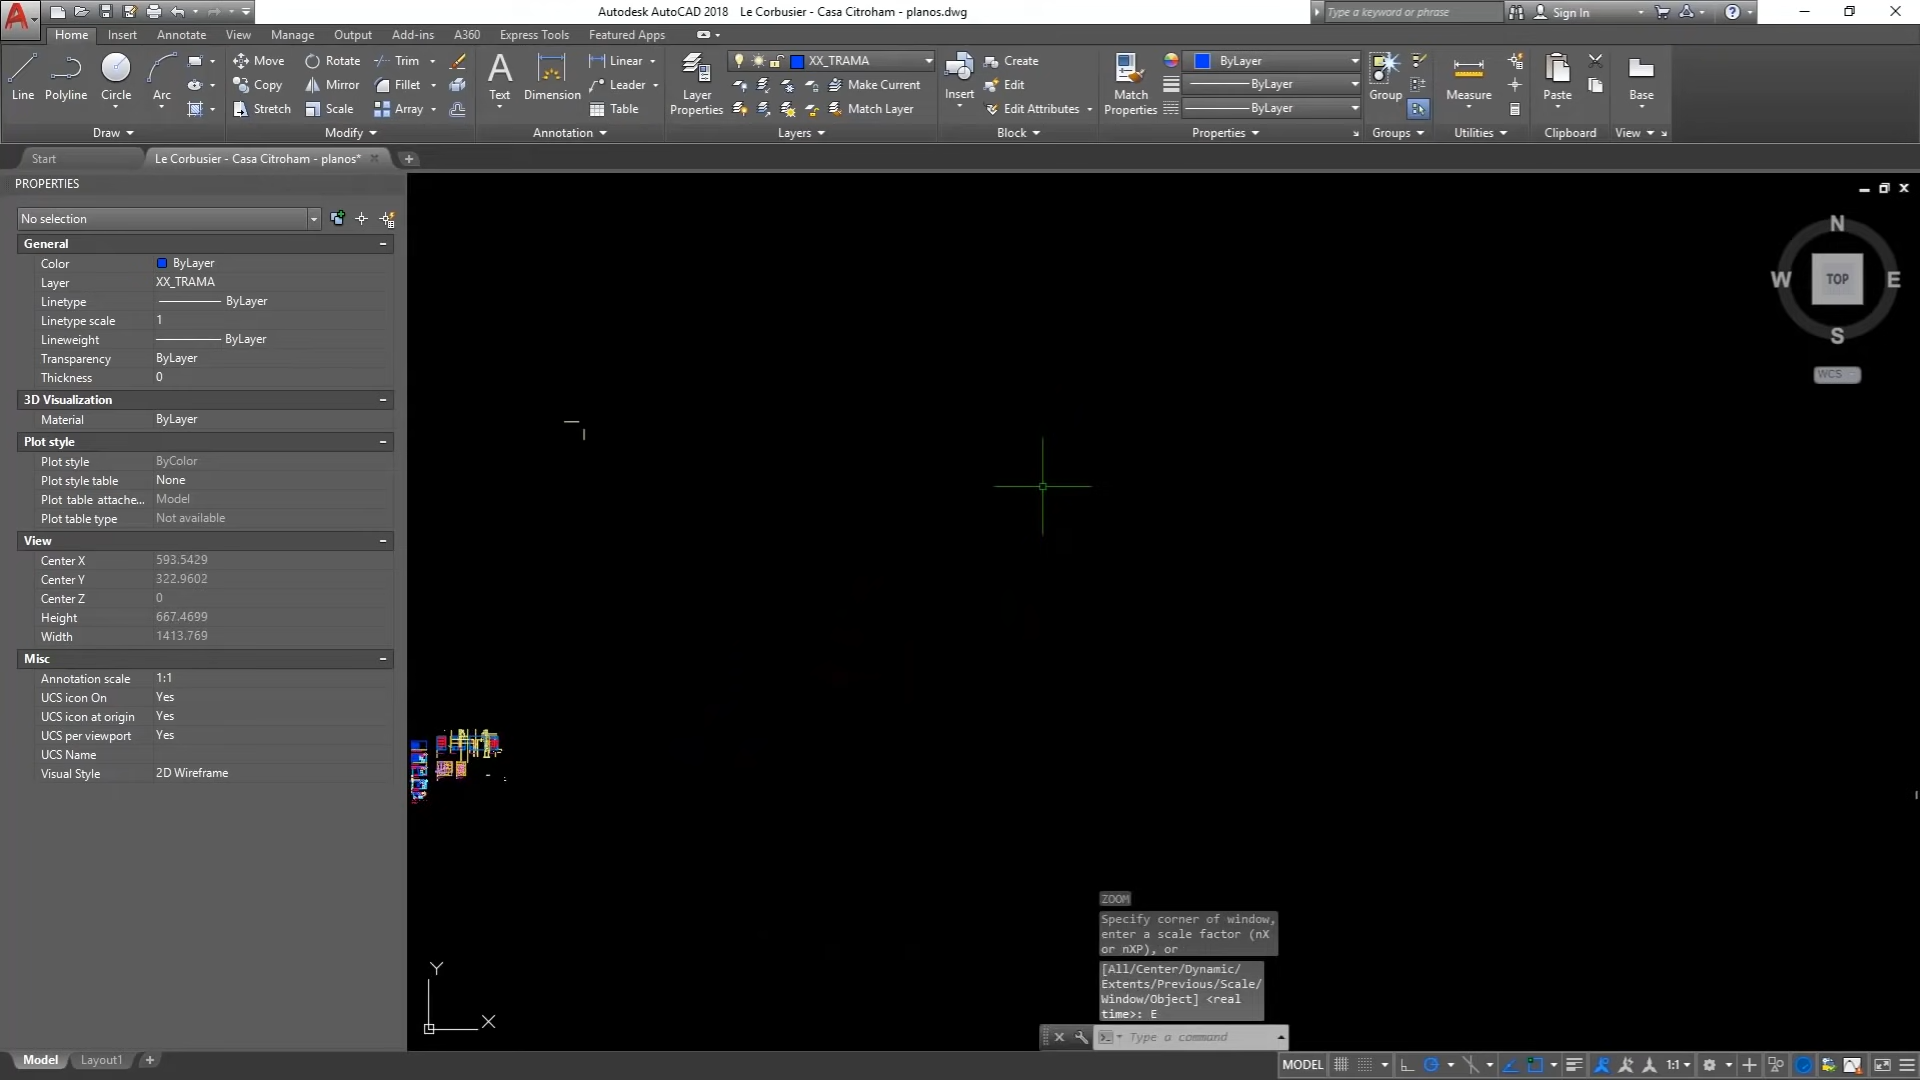 Autodesk AutoCAD 2018 Le Corbusier - Casa Citroham - planos.dwg
Type a keyword or phrase
Sign In
Home Insert Annotate View Manage Output Add-ins A360 Express Tools Featured Apps
Line Polyline Circle Arc
Draw
Move Rotate Trim
Copy Mirror Fillet
Stretch Scale Array
Modify
Text Dimension
Linear
Leader
Table
Annotation
Layer Properties
XX_TRAMA
Make Current
Match Layer
Layers
Insert
Create
Edit
Edit Attributes
Block
Match Properties
ByLayer
ByLayer
ByLayer
Properties
Group
Groups
Measure
Utilities
Paste
Clipboard
Base
View
Start
Le Corbusier - Casa Citroham - planos*
PROPERTIES
No selection
General
Color ByLayer
Layer XX_TRAMA
Linetype ByLayer
Linetype scale 1
Lineweight ByLayer
Transparency ByLayer
Thickness 0
3D Visualization
Material ByLayer
Plot style
Plot style ByColor
Plot style table None
Plot table attache... Model
Plot table type Not available
View
Center X 593.5429
Center Y 322.9602
Center Z 0
Height 667.4699
Width 1413.769
Misc
Annotation scale 1:1
UCS icon On Yes
UCS icon at origin Yes
UCS per viewport Yes
UCS Name
Visual Style 2D Wireframe
N
W TOP E
S
WCS
Y
X
ZOOM
Specify corner of window,
enter a scale factor (nX
or nXP), or
[All/Center/Dynamic/
Extents/Previous/Scale/
Window/Object] <real
time>: E
Type a command
Model Layout1
MODEL
1:1